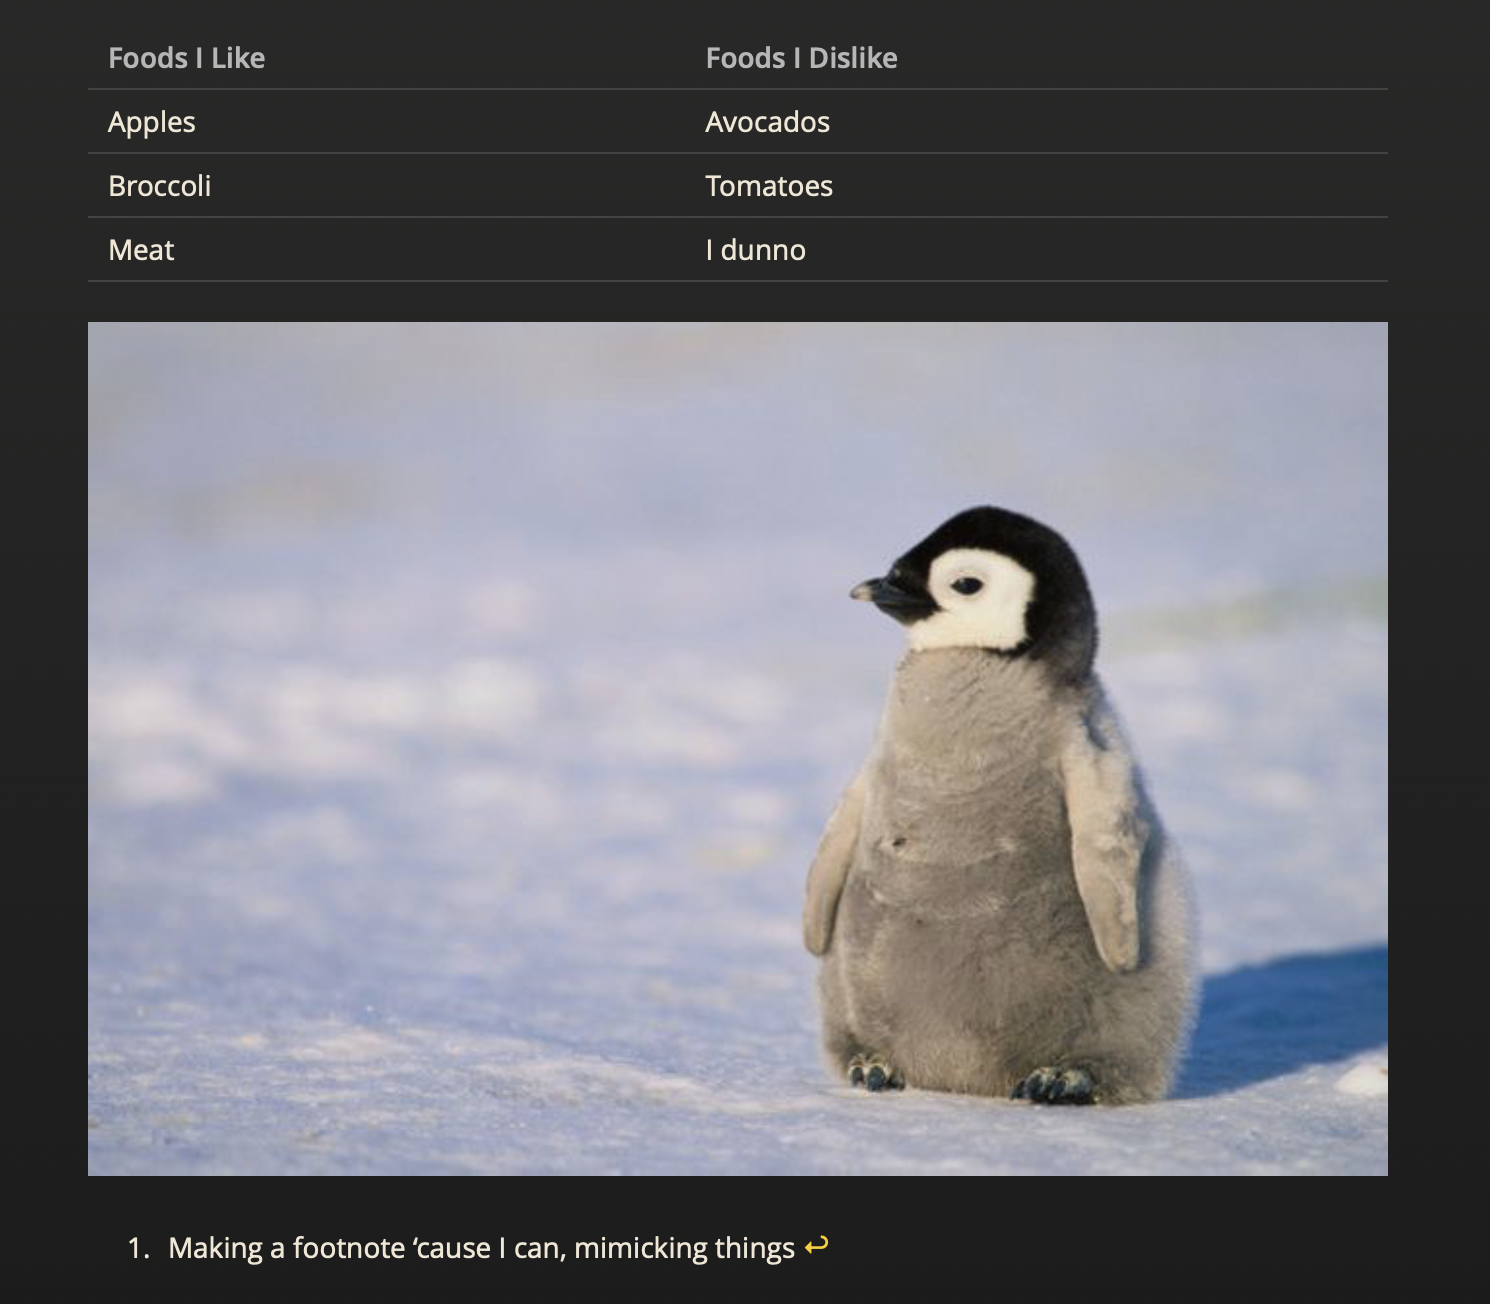 Foods I Like Foods I Dislike
Apples Avocados
Broccoli Tomatoes
Meat I dunno
1. Making a footnote ‘cause I can, mimicking things ↩